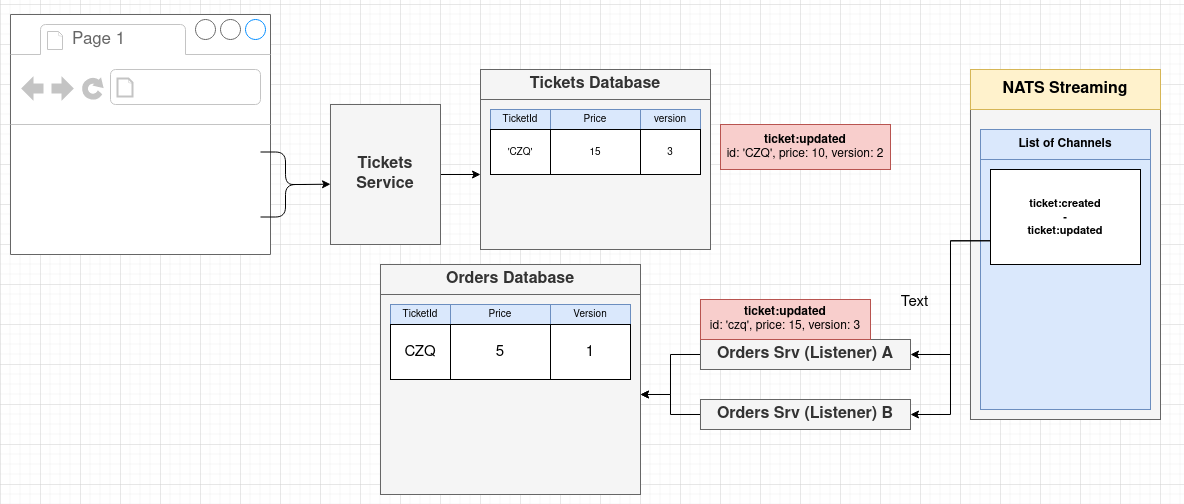 Page 1
Tickets
Service
Tickets Database
TicketId Price version
'CZQ' 15 3
ticket:updated
id: 'CZQ', price: 10, version: 2
NATS Streaming
List of Channels
ticket:created
-
ticket:updated
Orders Database
TicketId Price Version
CZQ 5 1
Text
ticket:updated
id: 'czq', price: 15, version: 3
Orders Srv (Listener) A
Orders Srv (Listener) B